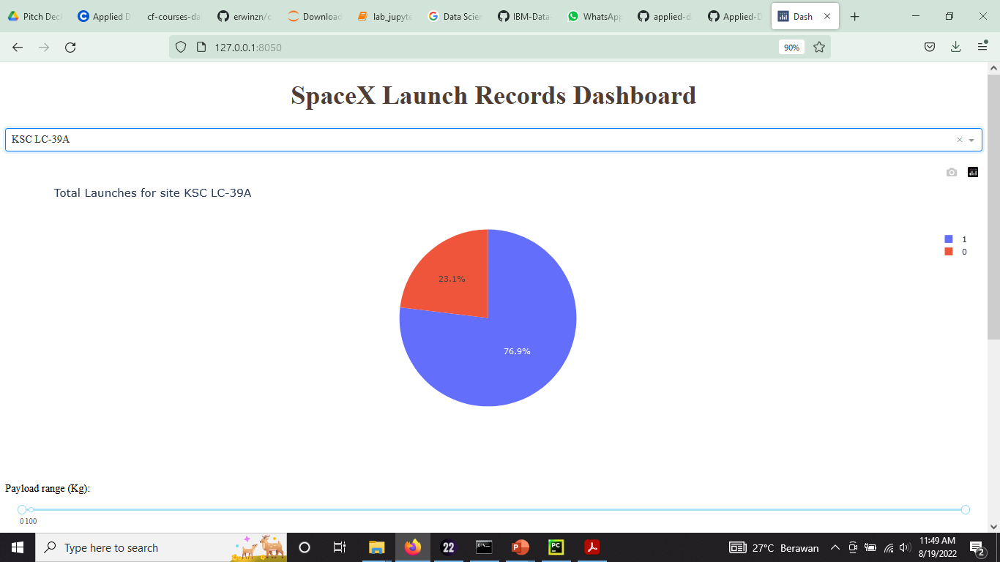 Pitch Dec
Applied D
cf-courses-da
erwinzn/c
Download
lab_jupyte
Data Scien
IBM-Data-
WhatsApp
applied-d
Applied-D
Dash
127.0.0.1:8050
90%
SpaceX Launch Records Dashboard
KSC LC-39A
Total Launches for site KSC LC-39A
1
0
23.1%
76.9%
Payload range (Kg):
0 100
Type here to search
22
PC
27°C Berawan
11:49 AM
8/19/2022
2